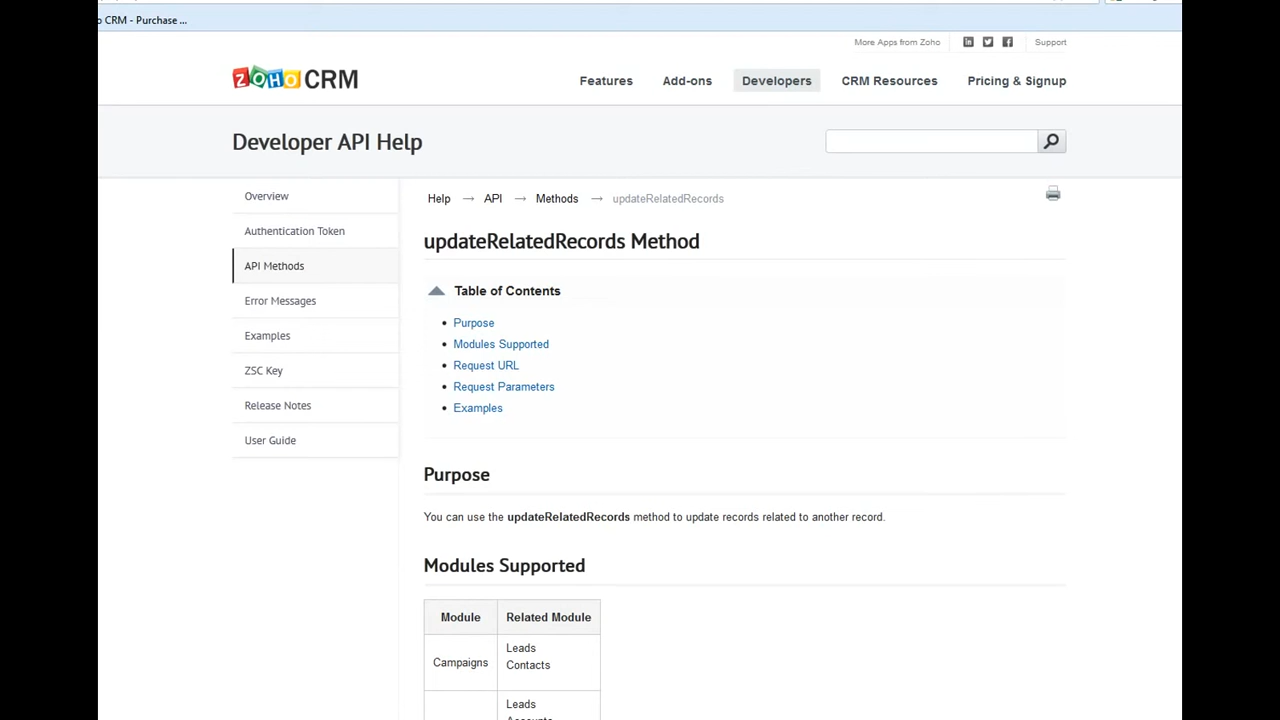 o CRM - Purchase ...
More Apps from Zoho
Support
ZOHO CRM
Features
Add-ons
Developers
CRM Resources
Pricing & Signup
Developer API Help
Overview
Authentication Token
API Methods
Error Messages
Examples
ZSC Key
Release Notes
User Guide
Help → API → Methods → updateRelatedRecords
updateRelatedRecords Method
Table of Contents
• Purpose
• Modules Supported
• Request URL
• Request Parameters
• Examples
Purpose
You can use the updateRelatedRecords method to update records related to another record.
Modules Supported
Module Related Module
Leads
Contacts
Campaigns
Leads
Accounts